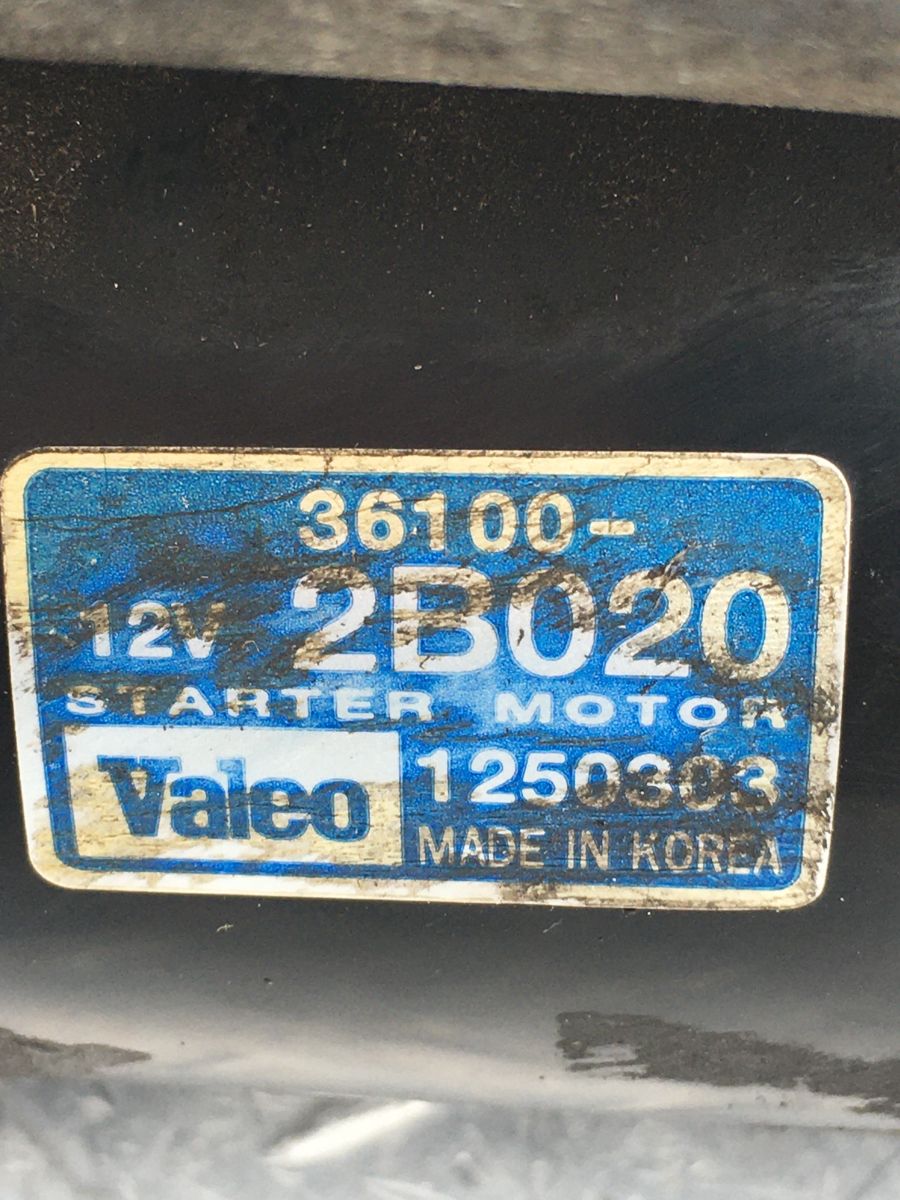 36100-
12V 2B020
STARTER MOTOR
Valeo 1250303
MADE IN KOREA